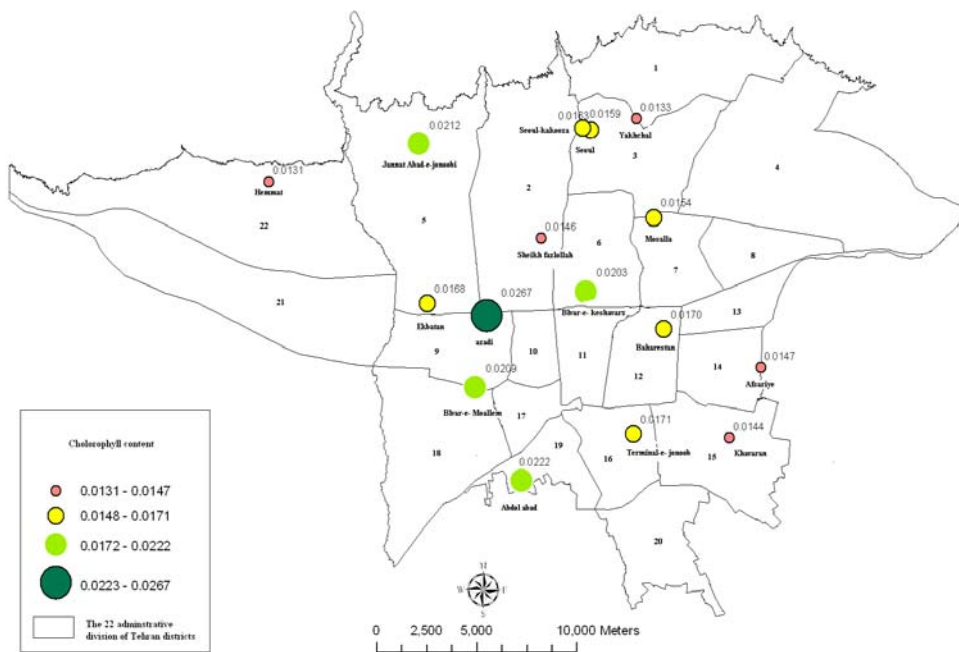 1
0.0133
0.0163
0.0159
Seoul-kakooza
Seoul
Yakhchal
3
0.0212
Jannat Abad-e-jonoobi
4
2
0.0131
Hemmat
22
5
0.0154
Mosalla
0.0146
Sheikh fazlollah
6
7
8
0.0203
Blvar-e- keshavarz
21
0.0168
Ekbatan
0.0267
azadi
13
0.0170
Baharestan
9
10
11
12
14
0.0147
Afsariye
0.0209
Blvar-e- Moallem
17
0.0171
Terminal-e- jonoob
0.0144
Khavaran
15
18
19
16
0.0222
Abdol abad
20
Cholorophyll content
0.0131 - 0.0147
0.0148 - 0.0171
0.0172 - 0.0222
0.0223 - 0.0267
The 22 adminstrative
division of Tehran districts
W
S
0 2,500 5,000 10,000 Meters